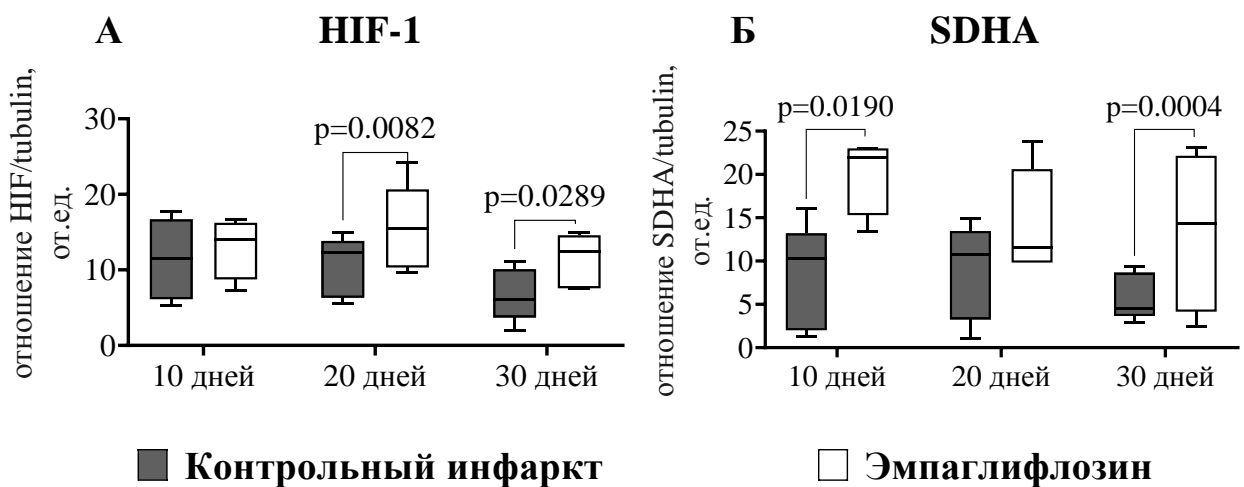 А
HIF-1
отношение HIF/tubulin,
от.ед.
30
20
10
0
p=0.0082
p=0.0289
10 дней
20 дней
30 дней
Б
SDHA
отношение SDHA/tubulin,
от.ед.
25
20
15
10
5
0
p=0.0190
p=0.0004
10 дней
20 дней
30 дней
Контрольный инфаркт
Эмпаглифлозин